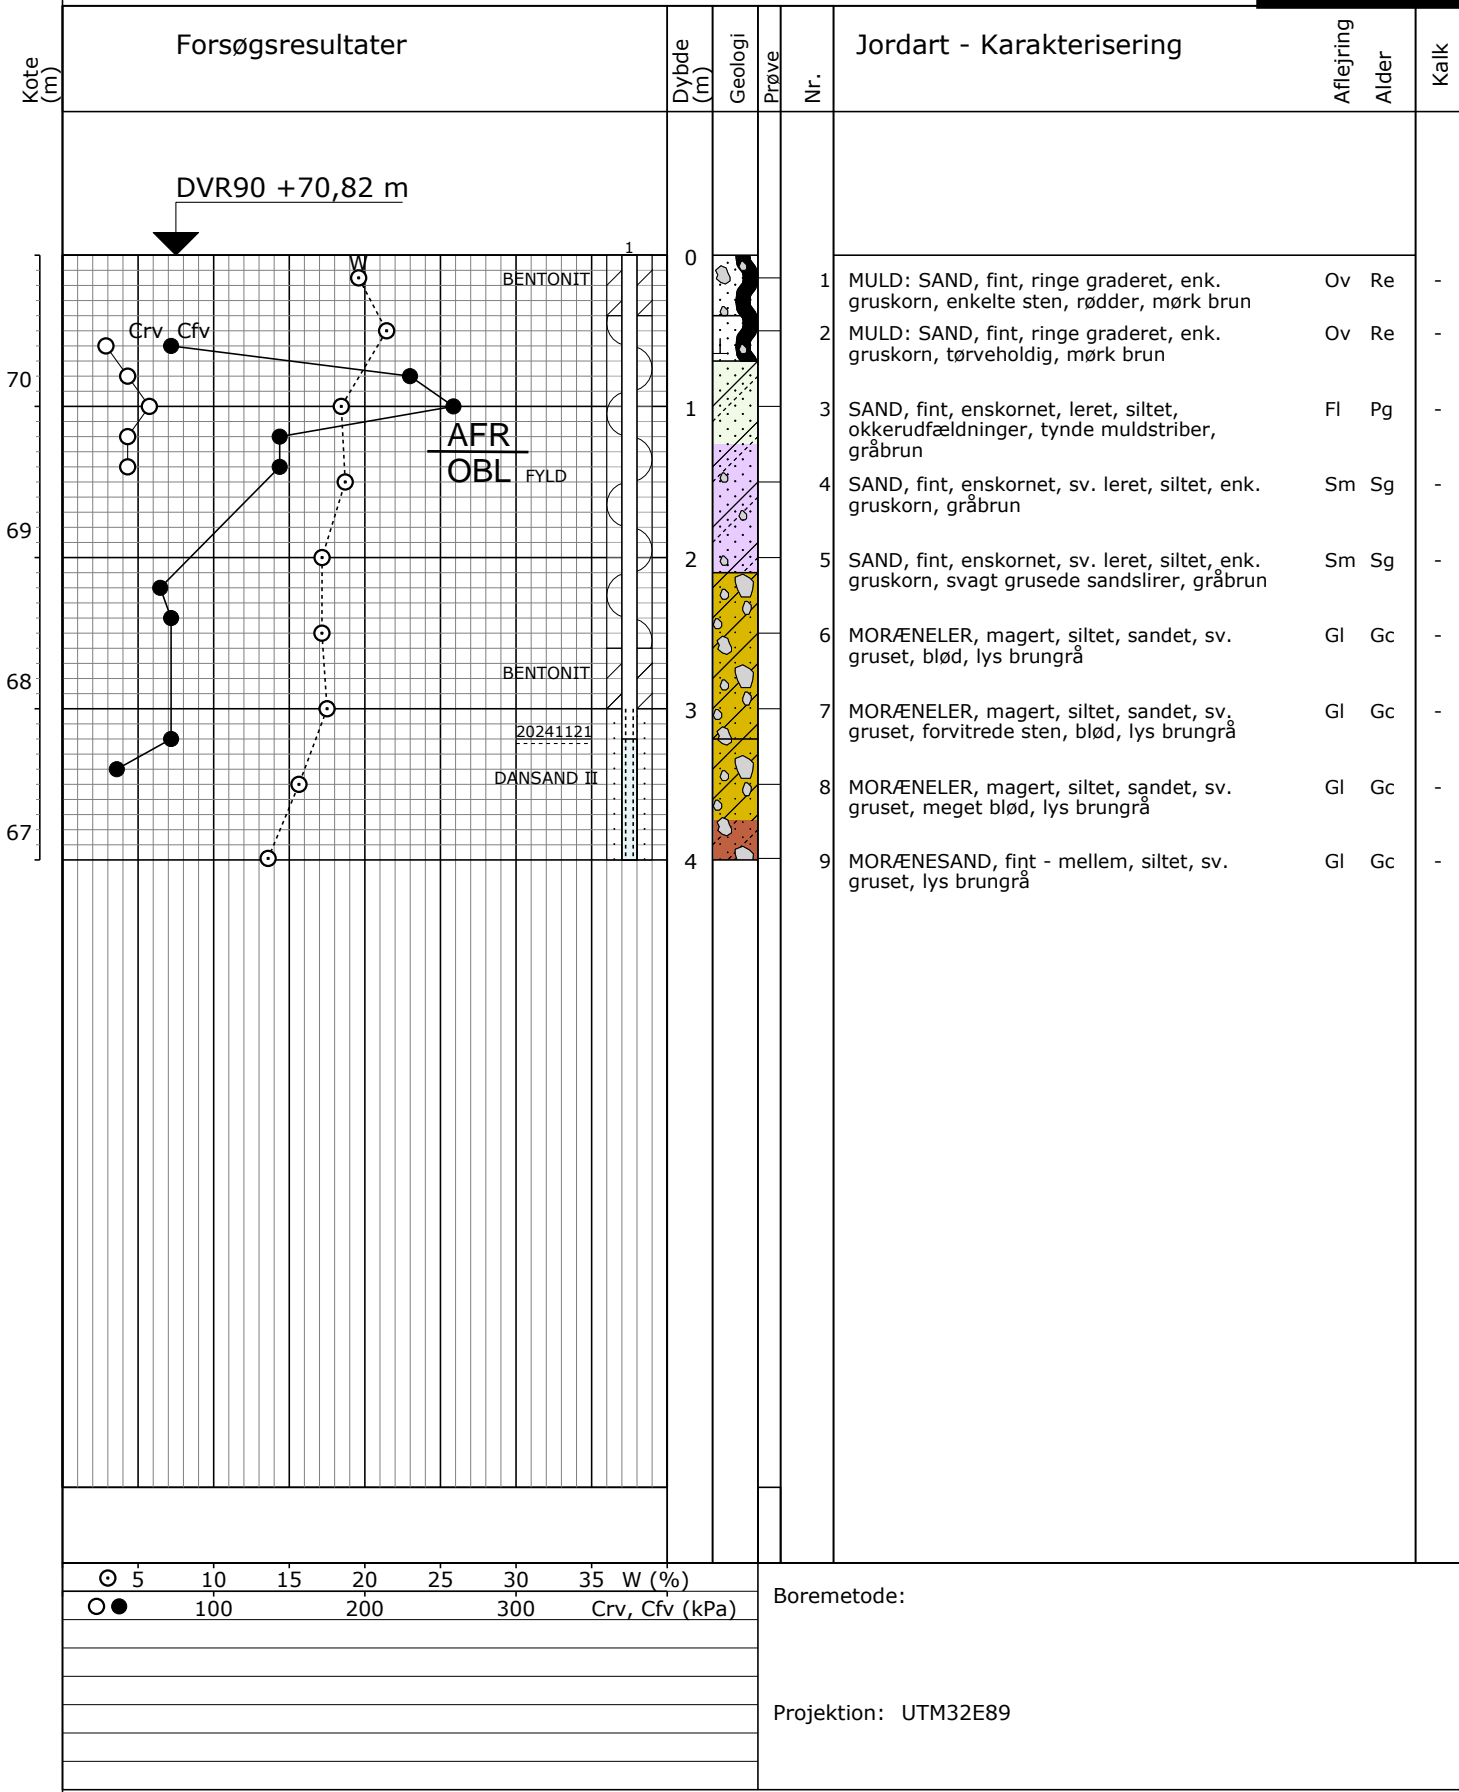 Kote (m)
Forsøgsresultater
Dybde (m)
Geologi
Prøve
Nr.
Jordart - Karakterisering
Aflejring
Alder
Kalk
DVR90 +70,82 m
1
W
BENTONIT
0
1 MULD: SAND, fint, ringe graderet, enk. Ov Re -
gruskorn, enkelte sten, rødder, mørk brun
Crv Cfv
2 MULD: SAND, fint, ringe graderet, enk. Ov Re -
gruskorn, tørveholdig, mørk brun
70
1
3 SAND, fint, enskornet, leret, siltet, Fl Pg -
okkerudfældninger, tynde muldstriber,
gråbrun
AFR
OBL FYLD
4 SAND, fint, enskornet, sv. leret, siltet, enk. Sm Sg -
gruskorn, gråbrun
69
2
5 SAND, fint, enskornet, sv. leret, siltet, enk. Sm Sg -
gruskorn, svagt grusede sandslirer, gråbrun
6 MORÆNELER, magert, siltet, sandet, sv. Gl Gc -
gruset, blød, lys brungrå
BENTONIT
68
3
7 MORÆNELER, magert, siltet, sandet, sv. Gl Gc -
gruset, forvitrede sten, blød, lys brungrå
20241121
DANSAND II
8 MORÆNELER, magert, siltet, sandet, sv. Gl Gc -
gruset, meget blød, lys brungrå
67
4
9 MORÆNESAND, fint - mellem, siltet, sv. Gl Gc -
gruset, lys brungrå
5 10 15 20 25 30 35 W (%)
100 200 300 Crv, Cfv (kPa)
Boremetode:
Projektion: UTM32E89